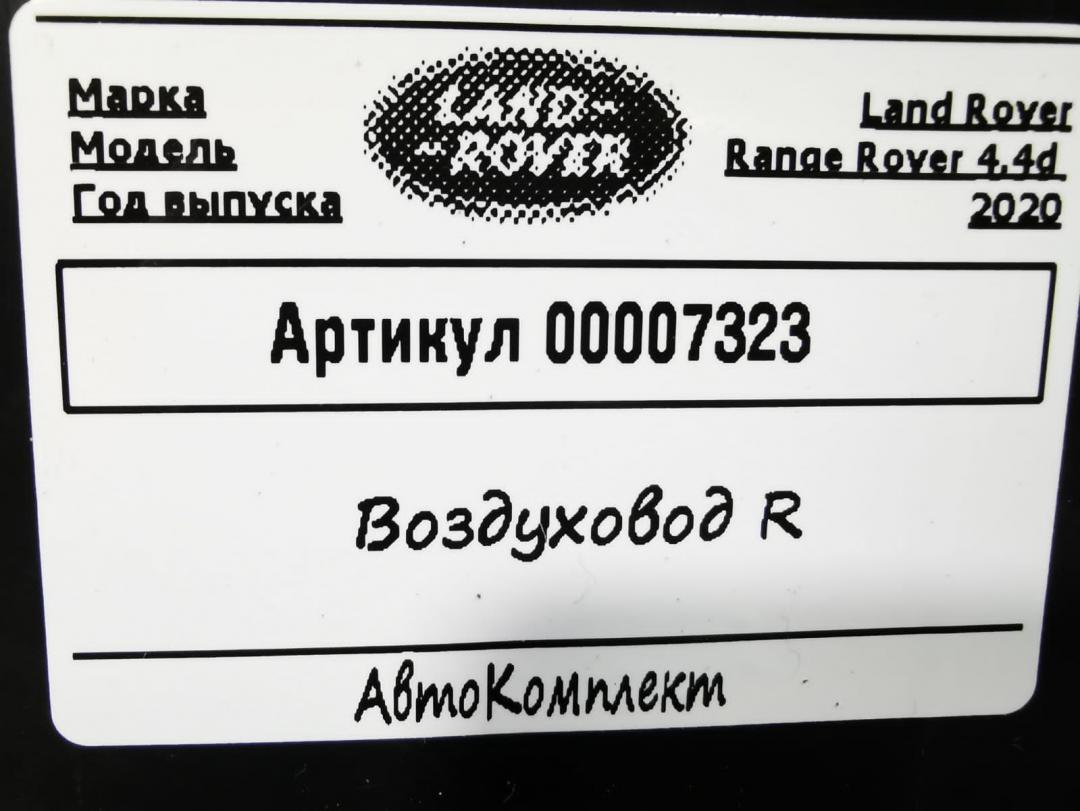 Марка
Модель
Год выпуска
LAND-
-ROVER
Land Rover
Range Rover 4.4d
2020
Артикул 00007323
Воздуховод R
АвтоКомплект